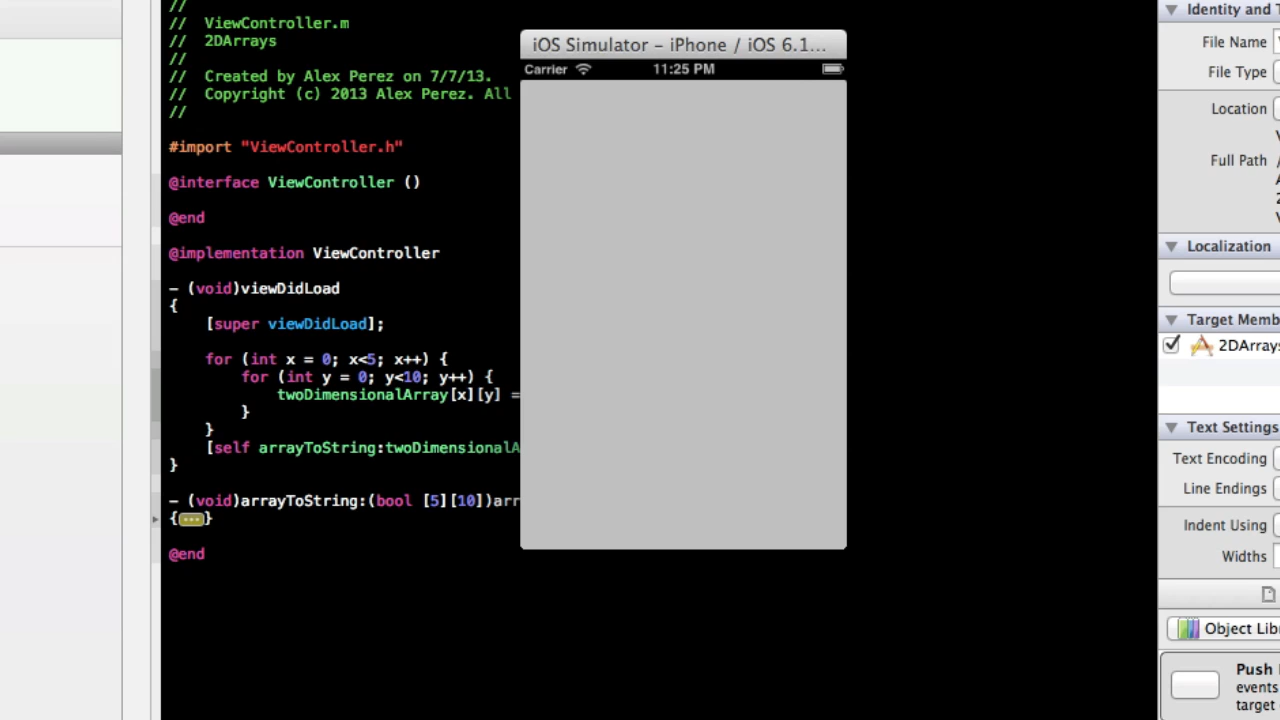 //
// ViewController.m
// 2DArrays
//
// Created by Alex Perez on 7/7/13.
// Copyright (c) 2013 Alex Perez. All
//
#import "ViewController.h"
@interface ViewController ()
@end
@implementation ViewController
- (void)viewDidLoad
{
[super viewDidLoad];
for (int x = 0; x<5; x++) {
for (int y = 0; y<10; y++) {
twoDimensionalArray[x][y] =
}
}
[self arrayToString:twoDimensionalA
}
- (void)arrayToString:(bool [5][10])arr
{...}
@end
iOS Simulator – iPhone / iOS 6.1...
Carrier 11:25 PM
Identity and T
File Name
File Type
Location
Full Path
Localization
Target Memb
2DArrays
Text Settings
Text Encoding
Line Endings
Indent Using
Widths
Object Lib
Push
events
target